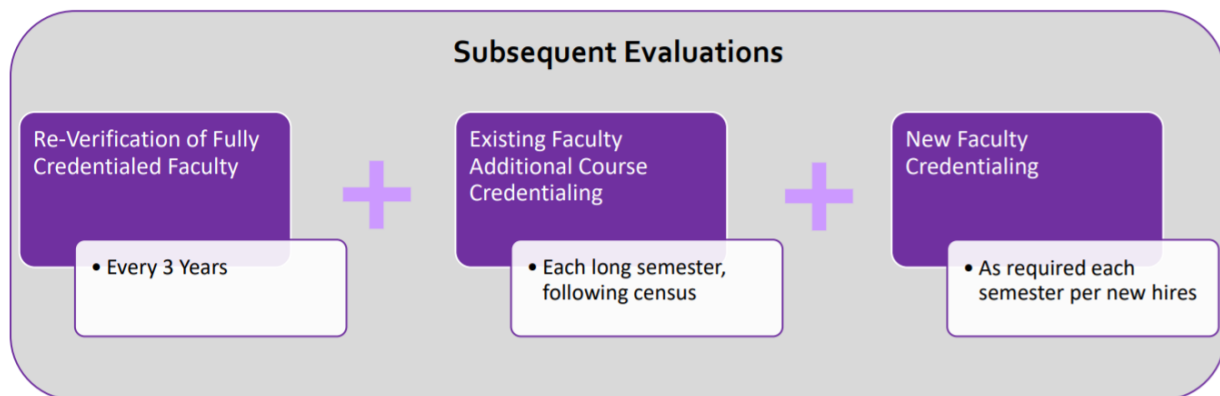 Subsequent Evaluations
Re-Verification of Fully
Credentialed Faculty
• Every 3 Years
Existing Faculty
Additional Course
Credentialing
• Each long semester,
following census
New Faculty
Credentialing
• As required each
semester per new hires